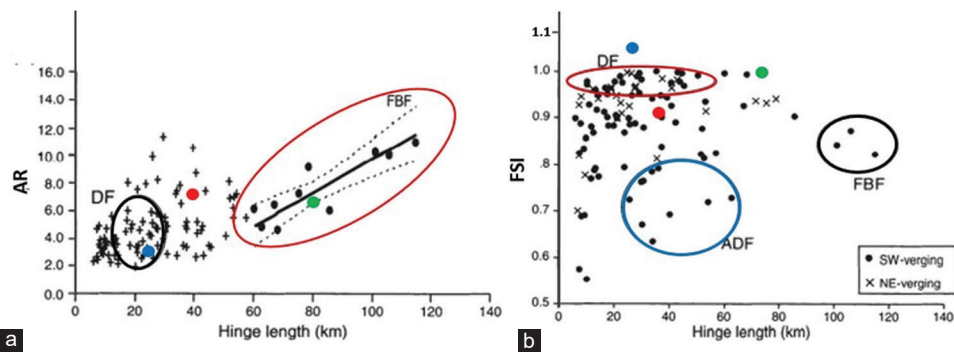 AR
16.0
14.0
12.0
10.0
8.0
6.0
4.0
2.0
0.0
DF
FBF
0 20 40 60 80 100 120 140
Hinge length (km)
a
FSI
1.1
1.0
0.9
0.8
0.7
0.6
0.5
DF
ADF
FBF
SW-verging
NE-verging
0 20 40 60 80 100 120 140
Hinge length (km)
b